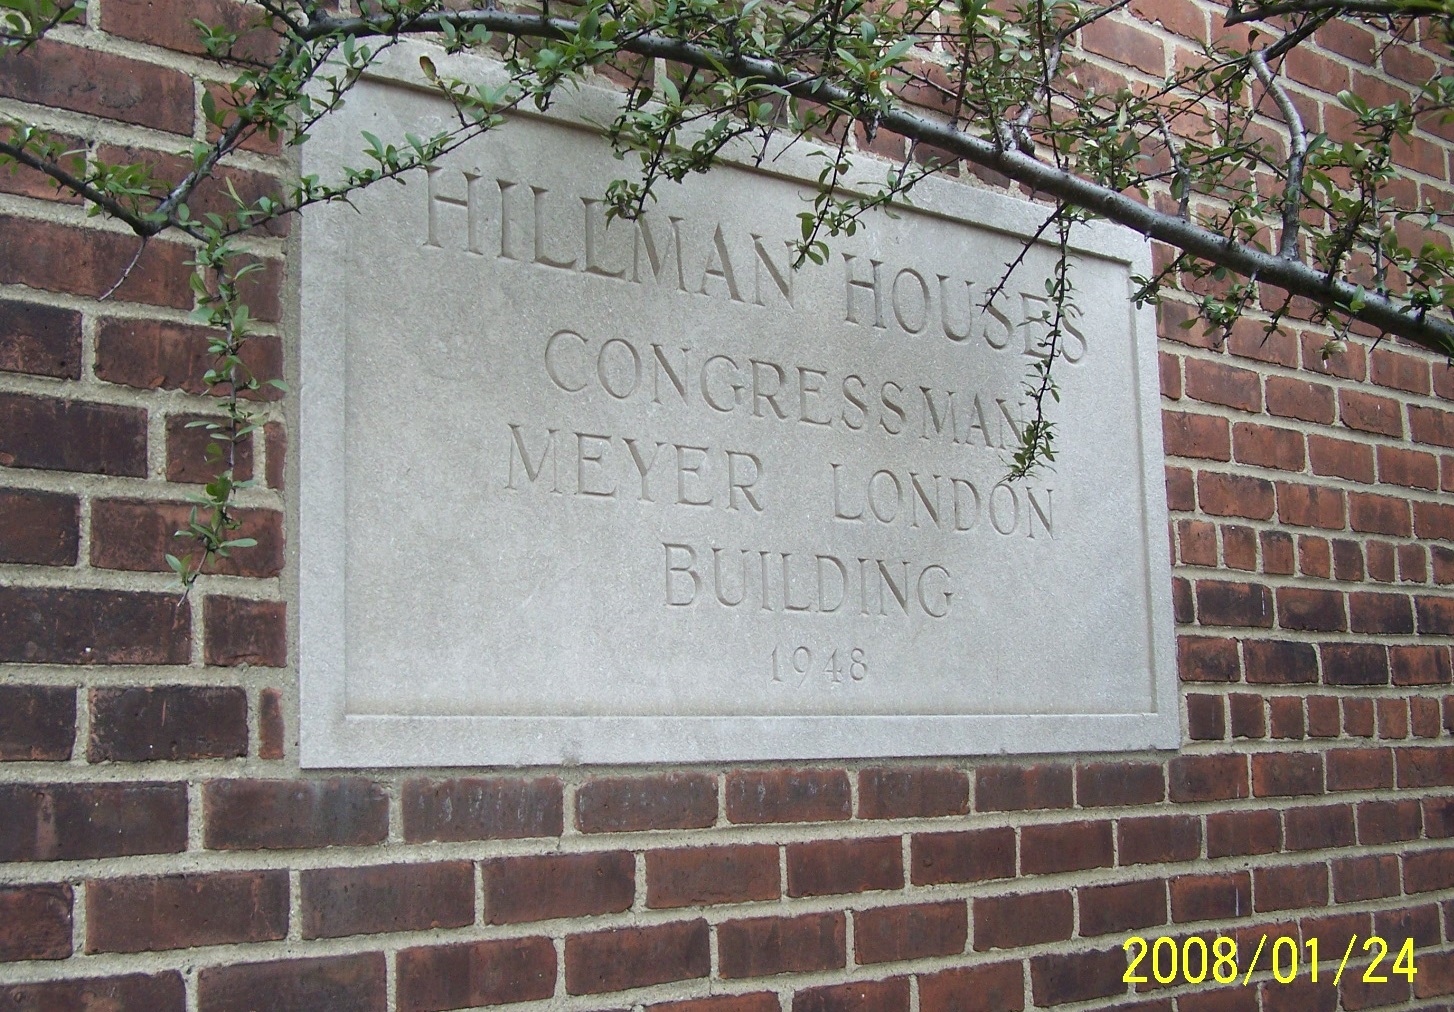 HILLMAN HOUSES
CONGRESSMAN
MEYER LONDON
BUILDING
1948
2008/01/24